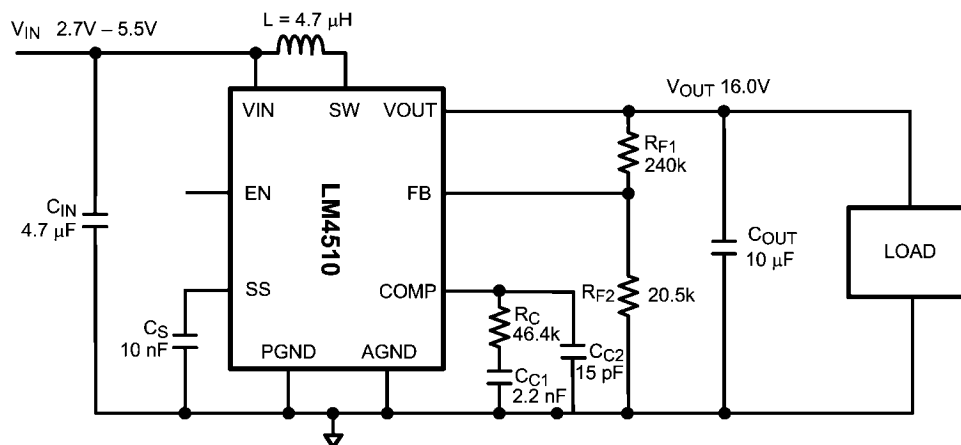 L = 4.7 μH
VIN 2.7V – 5.5V
VOUT 16.0V
VIN
SW
VOUT
RF1
240k
EN
FB
LM4510
CIN
4.7 μF
COUT
10 μF
LOAD
SS
COMP
RF2
20.5k
RC
46.4k
CS
10 nF
PGND
AGND
CC2
15 pF
CC1
2.2 nF